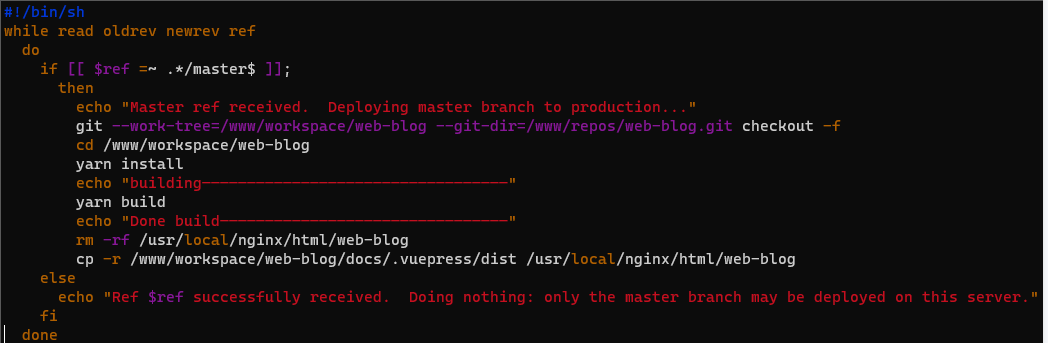 #!/bin/sh
while read oldrev newrev ref
  do
    if [[ $ref =~ .*/master$ ]];
      then
        echo "Master ref received.  Deploying master branch to production..."
        git --work-tree=/www/workspace/web-blog --git-dir=/www/repos/web-blog.git checkout -f
        cd /www/workspace/web-blog
        yarn install
        echo "building----------------------------------"
        yarn build
        echo "Done build--------------------------------"
        rm -rf /usr/local/nginx/html/web-blog
        cp -r /www/workspace/web-blog/docs/.vuepress/dist /usr/local/nginx/html/web-blog
    else
      echo "Ref $ref successfully received.  Doing nothing: only the master branch may be deployed on this server."
    fi
  done